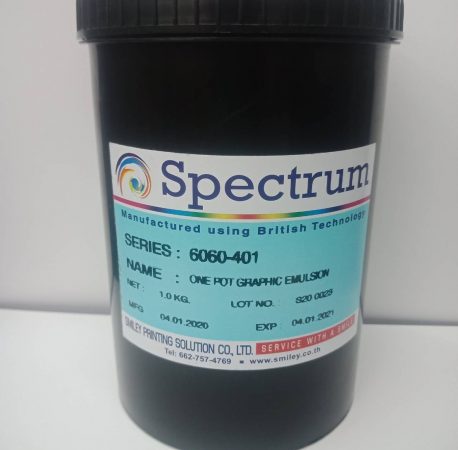 Spectrum
Manufactured using British Technology
SERIES : 6060-401
NAME : ONE POT GRAPHIC EMULSION
NET : 1.0 KG. LOT NO. S20 0028
MFG 04.01.2020 EXP : 04.01.2021
SMILEY PRINTING SOLUTION CO., LTD. SERVICE WITH A SMILE
Tel: 662-757-4769 ■ www.smiley.co.th